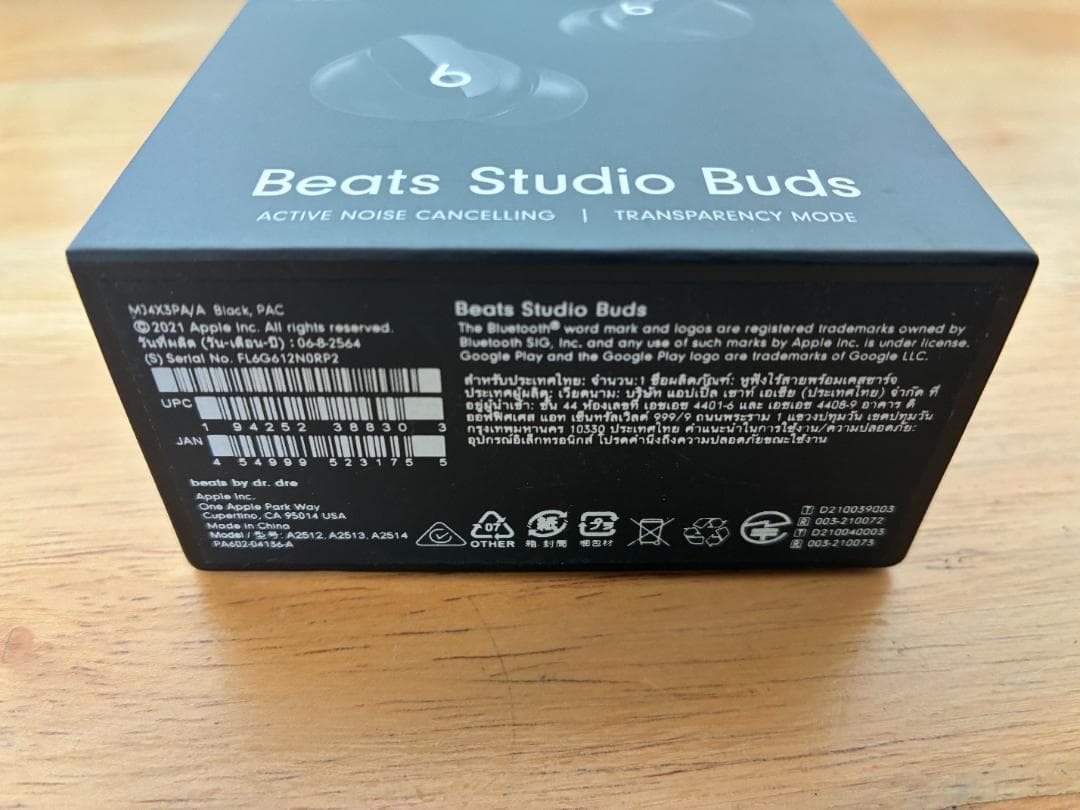 Beats Studio Buds
ACTIVE NOISE CANCELLING | TRANSPARENCY MODE
MJ4X3PA/A Black, PAC
©2021 Apple Inc. All rights reserved.
วันที่ผลิต (วัน-เดือน-ปี) : 06-8-2564
(S) Serial No. FL6G612N0RP2
UPC
1 94252 38830 3
JAN
4 54999 523175 5
beats by dr. dre
Apple Inc.
One Apple Park Way
Cupertino, CA 95014 USA
Made in China
Model / 型号: A2512, A2513, A2514
PA602-04136-A
Beats Studio Buds
The Bluetooth® word mark and logos are registered trademarks owned by
Bluetooth SIG, Inc. and any use of such marks by Apple Inc. is under license.
Google Play and the Google Play logo are trademarks of Google LLC.
สำหรับประเทศไทย: จำนวน:1 ชื่อผลิตภัณฑ์: หูฟังไร้สายพร้อมเคสชาร์จ
ประเทศผู้ผลิต: เวียดนาม: บริษัท แอปเปิ้ล เซาท์ เอเชีย (ประเทศไทย) จำกัด ที่
อยู่ผู้นำเข้า: ชั้น 44 ห้องเลขที่ เอชเอช 4401-6 และ เอชเอช 4408-9 อาคาร ดิ
ออฟฟิศเศส แอท เซ็นทรัลเวิลด์ 999/9 ถนนพระราม 1 แขวงปทุมวัน เขตปทุมวัน
กรุงเทพมหานคร 10330 ประเทศไทย คำแนะนำในการใช้งาน/ความปลอดภัย:
อุปกรณ์อิเล็กทรอนิกส์ โปรดคำนึงถึงความปลอดภัยขณะใช้งาน
07
OTHER
紙
箱·封筒
プラ
梱包材
T D210039003
R 003-210072
T D210040003
R 003-210073